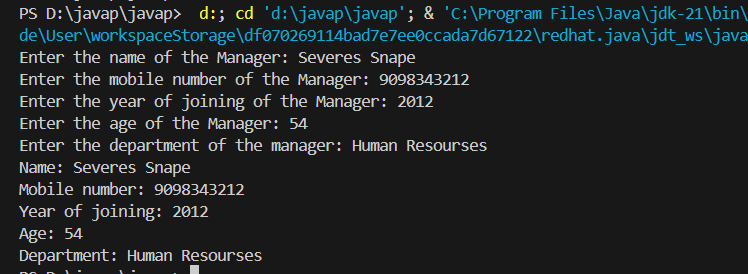 PS D:\javap\javap>  d:; cd 'd:\javap\javap'; & 'C:\Program Files\Java\jdk-21\bin\
de\User\workspaceStorage\df070269114bad7e7ee0ccada7d67122\redhat.java\jdt_ws\java
Enter the name of the Manager: Severes Snape
Enter the mobile number of the Manager: 9098343212
Enter the year of joining of the Manager: 2012
Enter the age of the Manager: 54
Enter the department of the manager: Human Resourses
Name: Severes Snape
Mobile number: 9098343212
Year of joining: 2012
Age: 54
Department: Human Resourses
PS D:\javap\javap>